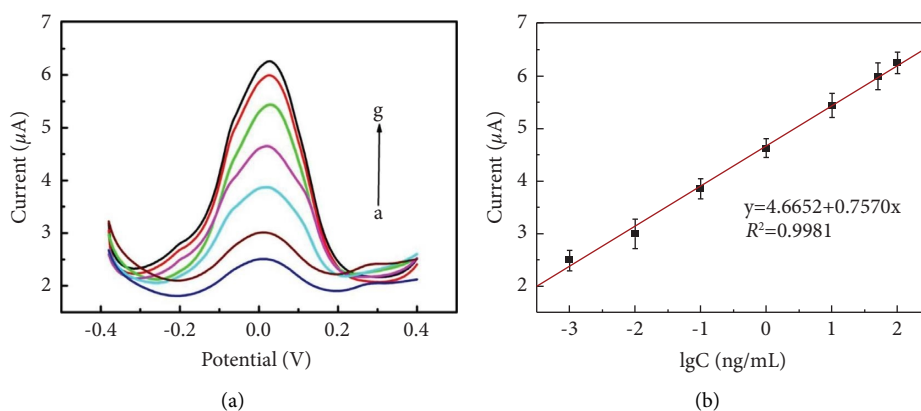 7
6
5
4
3
2
Current (μA)
-0.4
-0.2
0.0
0.2
0.4
Potential (V)
g
a
(a)
7
6
5
4
3
2
Current (μA)
-3
-2
-1
0
1
2
lgC (ng/mL)
y=4.6652+0.7570x
R²=0.9981
(b)